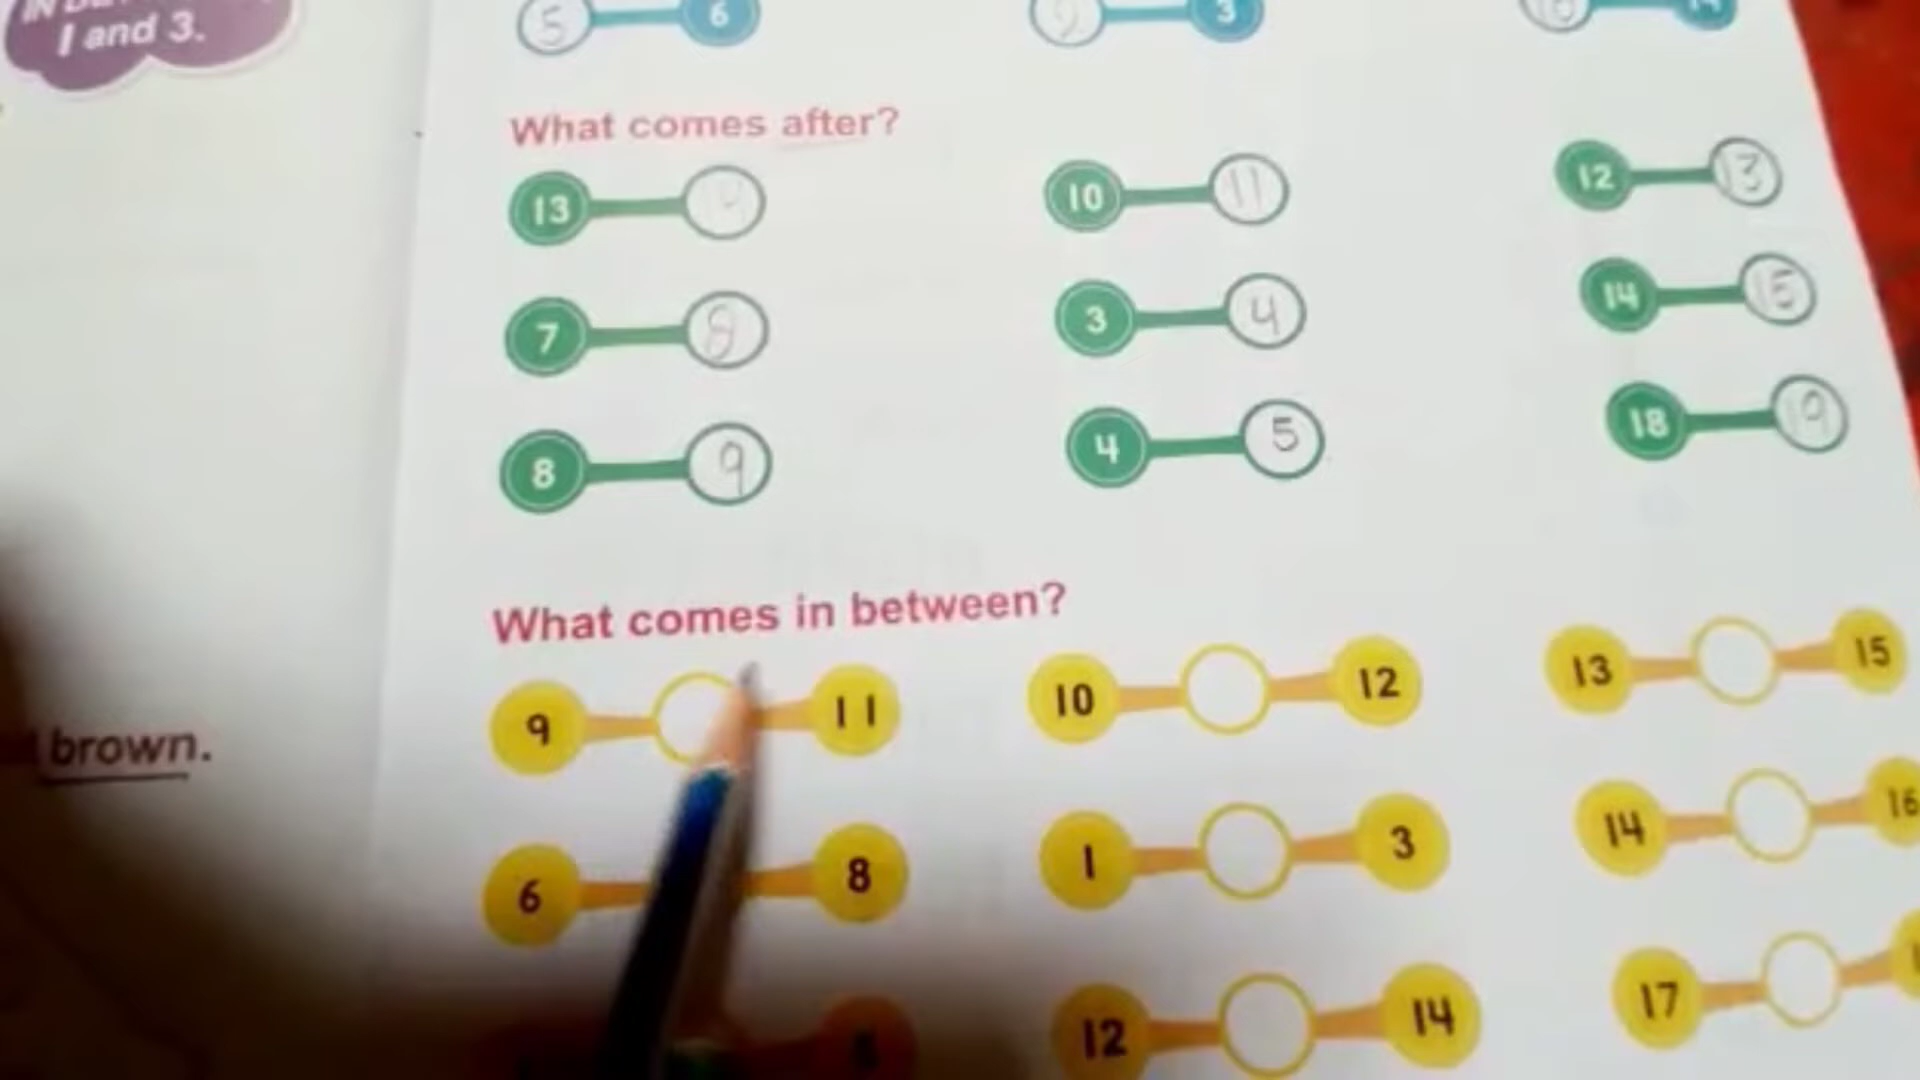 1 and 3.
5 6 2 3
What comes after?
13 14 10 11 12 13
7 8 3 4 14 15
8 9 4 5 18 19
What comes in between?
9 11 10 12 13 15
brown.
6 8 1 3 14 16
12 14 17